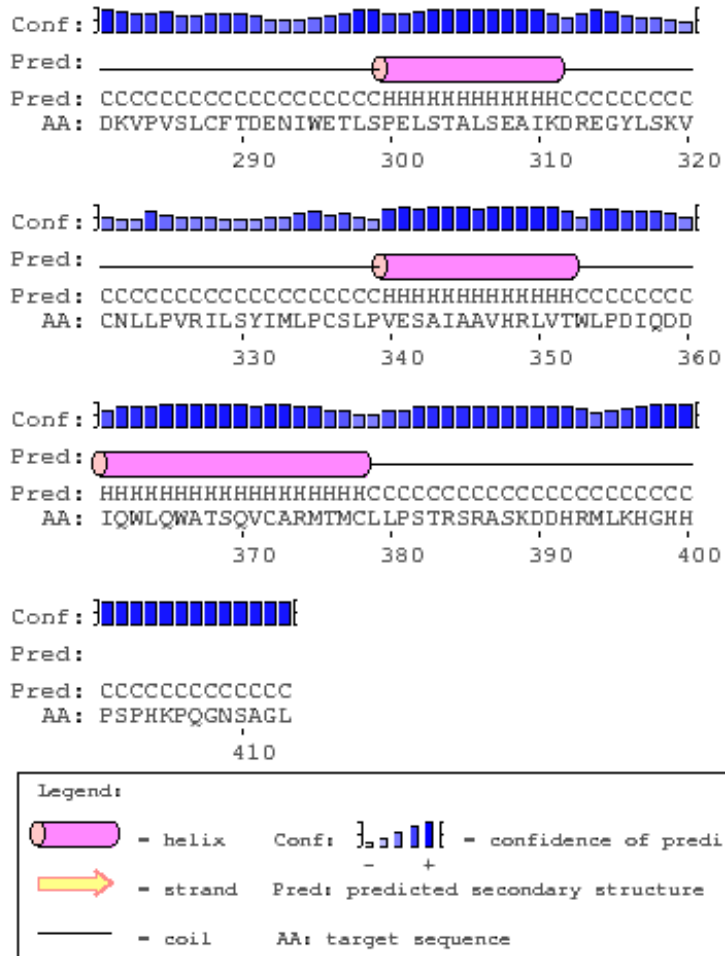 Conf:
Pred:
Pred: CCCCCCCCCCCCCCCCCCCHHHHHHHHHHHHCCCCCCCCC
AA: DKVPVSLCFTDENIWETLSPELSTALSEAIKDREGYLSKV
290 300 310 320
Conf:
Pred:
Pred: CCCCCCCCCCCCCCCCCCCHHHHHHHHHHHHHCCCCCCCC
AA: CNLLPVRILSYIMLPCSLPVESAIAAVHRLVTWLPDIQDD
330 340 350 360
Conf:
Pred:
Pred: HHHHHHHHHHHHHHHHHHCCCCCCCCCCCCCCCCCCCCCC
AA: IQWLQWATSQVCARMTMCLLPSTRSRASKDDHRMLKHGHH
370 380 390 400
Conf:
Pred:
Pred: CCCCCCCCCCCCC
AA: PSPHKPQGNSAGL
410
Legend:
= helix Conf: = confidence of predi
- +
= strand Pred: predicted secondary structure
= coil AA: target sequence